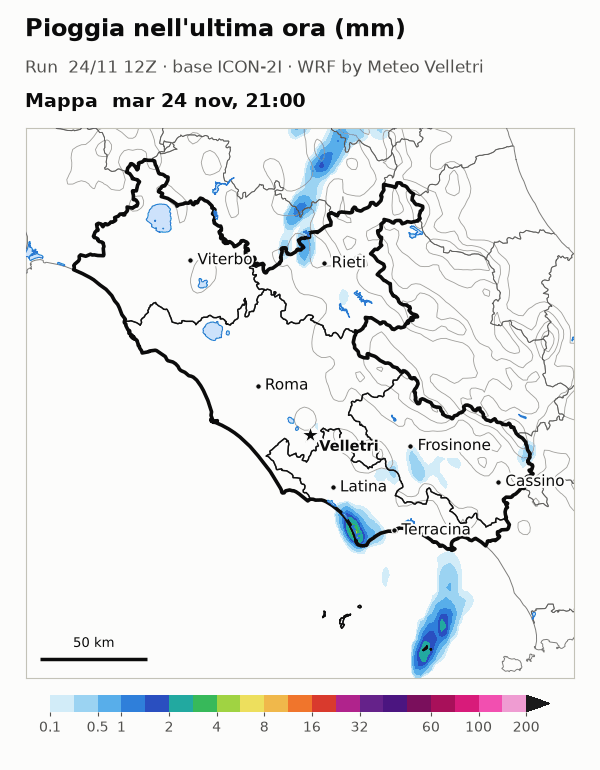 Pioggia nell'ultima ora (mm)
Run  24/11 12Z · base ICON-2I · WRF by Meteo Velletri
Mappa  mar 24 nov, 21:00
Viterbo
Rieti
Roma
Velletri
Frosinone
Cassino
Latina
Terracina
50 km
0.1 0.5 1 2 4 8 16 32 60 100 200